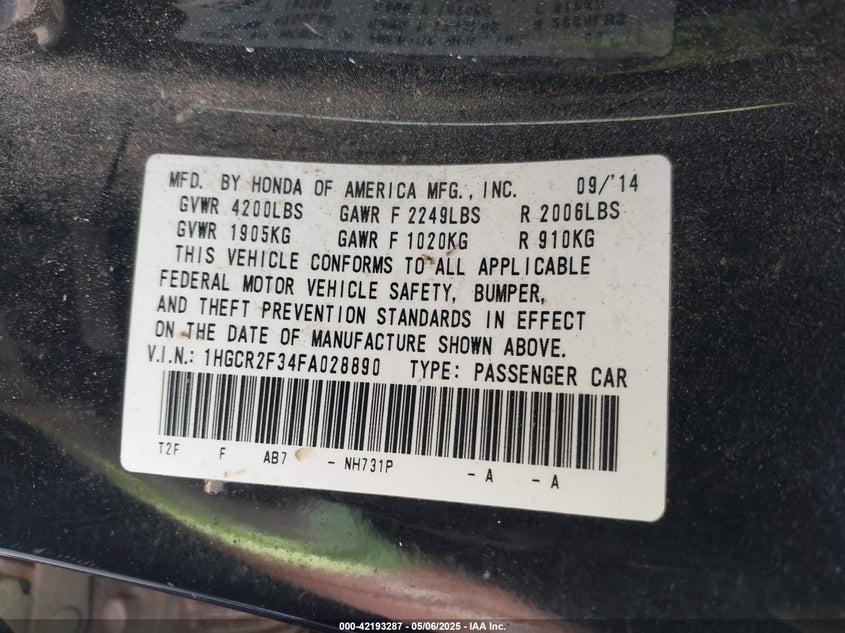 MFD. BY HONDA OF AMERICA MFG., INC. 09/'14
GVWR 4200LBS GAWR F 2249LBS R 2006LBS
GVWR 1905KG GAWR F 1020KG R 910KG
THIS VEHICLE CONFORMS TO ALL APPLICABLE
FEDERAL MOTOR VEHICLE SAFETY, BUMPER,
AND THEFT PREVENTION STANDARDS IN EFFECT
ON THE DATE OF MANUFACTURE SHOWN ABOVE.
V.I.N.: 1HGCR2F34FA028890 TYPE: PASSENGER CAR
T2F F AB7 - NH731P - A - A
000-42193287 - 05/06/2025 - IAA Inc.